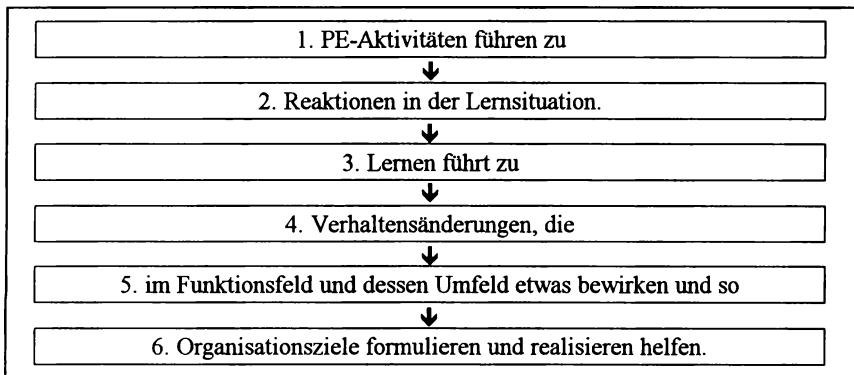 1. PE-Aktivitäten führen zu
2. Reaktionen in der Lernsituation.
3. Lernen führt zu
4. Verhaltensänderungen, die
5. im Funktionsfeld und dessen Umfeld etwas bewirken und so
6. Organisationsziele formulieren und realisieren helfen.